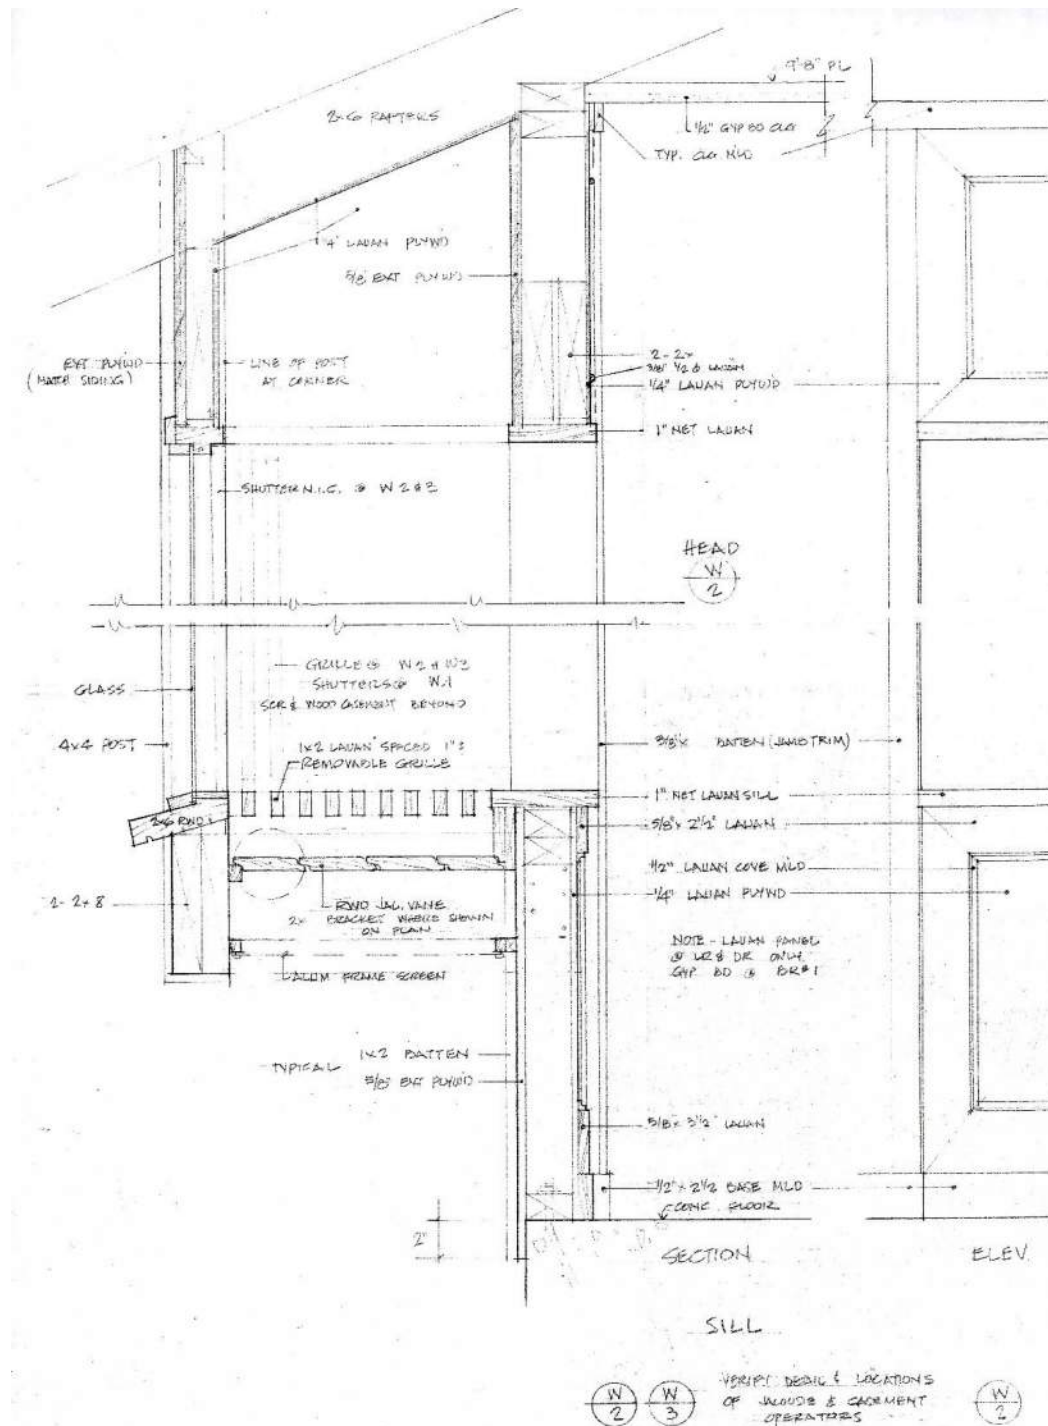 9'-8" PL
2x6 RAFTERS
1/2" GYP BD CLG
TYP. CLG MLD
1/4" LAUAN PLYWD
5/8" EXT PLYWD
EXT PLYWD
(MATCH SIDING)
LINE OF POST
AT CORNER
2 - 2x
1/4" LAUAN PLYWD
1" NET LAUAN
SHUTTER N.I.C. @ W 2 & 3
HEAD
W
2
GRILLE @ W2 & W3
SHUTTERS @ W.1
SCR & WOOD CASEMENT BEYOND
GLASS
4x4 POST
1x2 LAUAN SPACED 1"
REMOVABLE GRILLE
3/8" x BATTEN (JAMB TRIM)
1" NET LAUAN SILL
2x6 RWD
5/8" x 2 1/2" LAUAN
1/2" LAUAN COVE MLD
1/4" LAUAN PLYWD
2 - 2x8
RWD JAL. VANE
2x BRACKET WHERE SHOWN
ON PLAN
NOTE - LAUAN PANEL
@ LR & DR ONLY
GYP. BD @ BR #1
ALUM FRAME SCREEN
TYPICAL
1x2 BATTEN
5/8" EXT PLYWD
5/8 x 3 1/2" LAUAN
1/2" x 2 1/2 BASE MLD
CONC FLOOR
2"
SECTION
ELEV.
SILL
W
2
W
3
VERIFY DETAIL & LOCATIONS
OF JALOUSIE & CASEMENT
OPERATORS
W
2